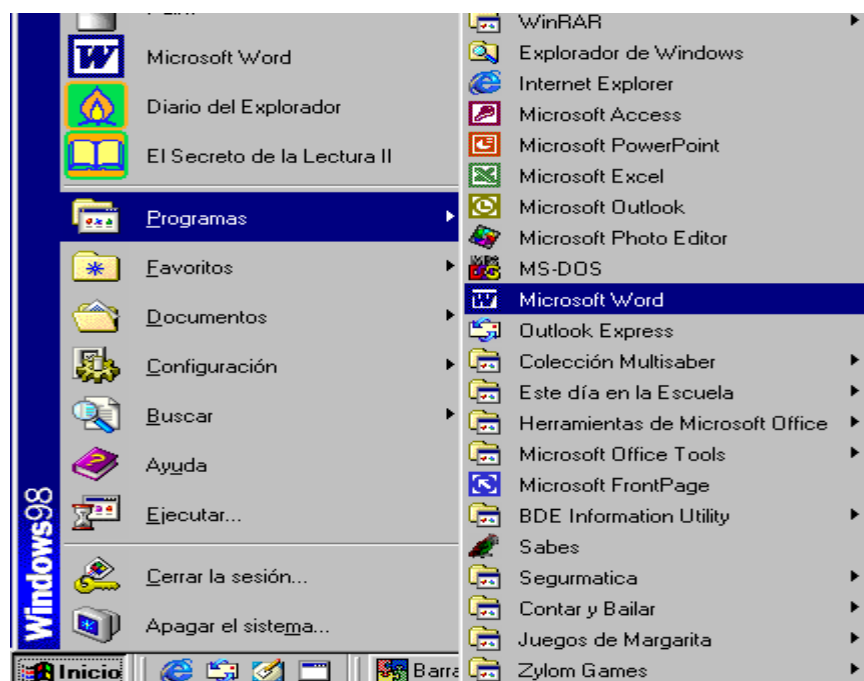 Microsoft Word
Diario del Explorador
El Secreto de la Lectura II
Programas
Favoritos
Documentos
Configuración
Buscar
Ayuda
Ejecutar...
Cerrar la sesión...
Apagar el sistema...
Windows98
WinRAR
Explorador de Windows
Internet Explorer
Microsoft Access
Microsoft PowerPoint
Microsoft Excel
Microsoft Outlook
Microsoft Photo Editor
MS-DOS
Microsoft Word
Outlook Express
Colección Multisaber
Este día en la Escuela
Herramientas de Microsoft Office
Microsoft Office Tools
Microsoft FrontPage
BDE Information Utility
Sabes
Segurmatica
Contar y Bailar
Juegos de Margarita
Zylom Games
Inicio
Barra